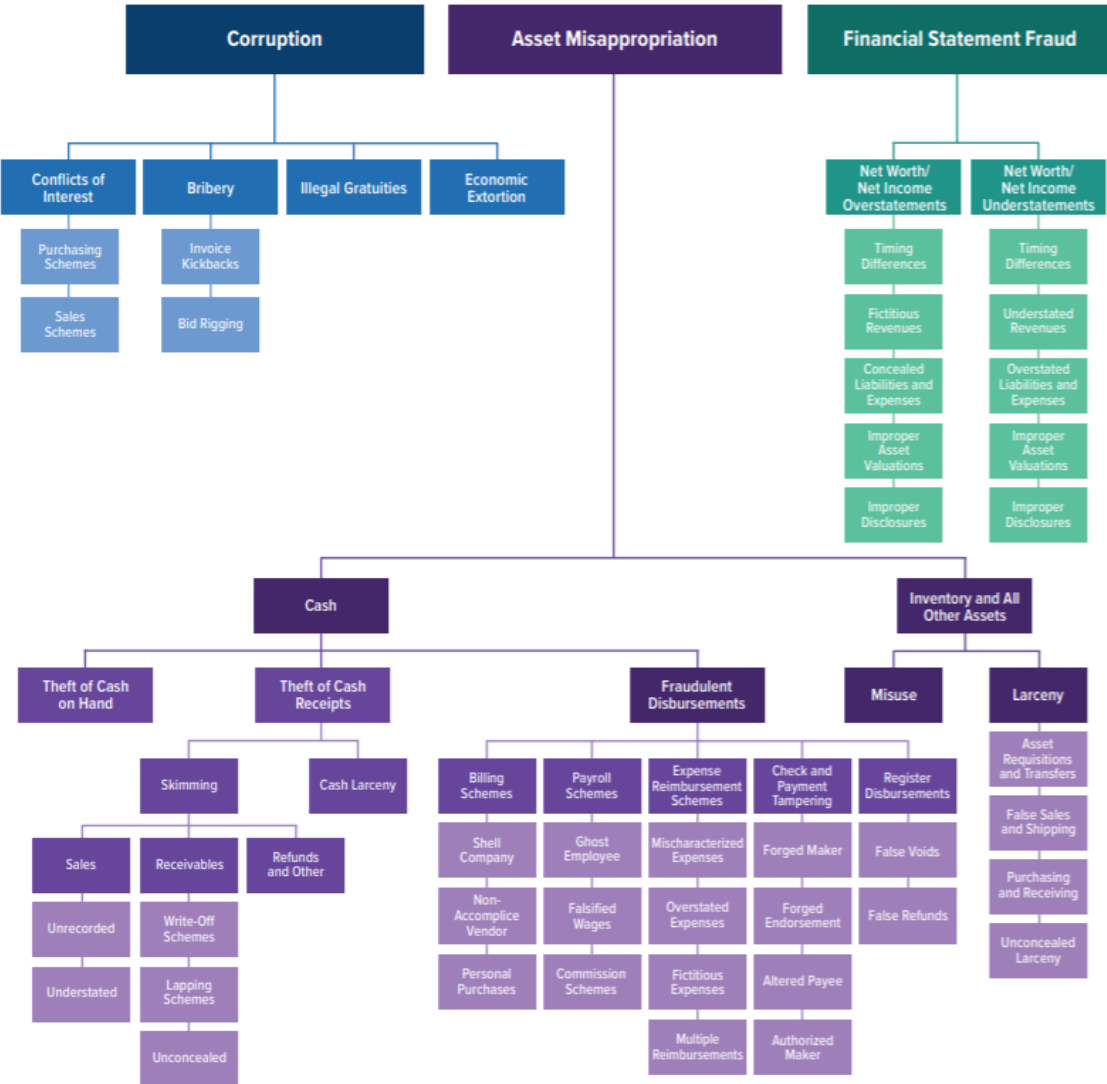 Corruption
Asset Misappropriation
Financial Statement Fraud
Conflicts of
Interest
Bribery
Illegal Gratuities
Economic
Extortion
Net Worth/
Net Income
Overstatements
Net Worth/
Net Income
Understatements
Purchasing
Schemes
Sales
Schemes
Invoice
Kickbacks
Bid Rigging
Timing
Differences
Fictitious
Revenues
Concealed
Liabilities and
Expenses
Improper
Asset
Valuations
Improper
Disclosures
Timing
Differences
Understated
Revenues
Overstated
Liabilities and
Expenses
Improper
Asset
Valuations
Improper
Disclosures
Cash
Inventory and All
Other Assets
Theft of Cash
on Hand
Theft of Cash
Receipts
Fraudulent
Disbursements
Misuse
Larceny
Skimming
Cash Larceny
Sales
Unrecorded
Understated
Receivables
Write-Off
Schemes
Lapping
Schemes
Unconcealed
Refunds
and Other
Billing
Schemes
Shell
Company
Non-
Accomplice
Vendor
Personal
Purchases
Payroll
Schemes
Ghost
Employee
Falsified
Wages
Commission
Schemes
Expense
Reimbursement
Schemes
Mischaracterized
Expenses
Overstated
Expenses
Fictitious
Expenses
Multiple
Reimbursements
Check and
Payment
Tampering
Forged Maker
Forged
Endorsement
Altered Payee
Authorized
Maker
Register
Disbursements
False Voids
False Refunds
Asset
Requisitions
and Transfers
False Sales
and Shipping
Purchasing
and Receiving
Unconcealed
Larceny